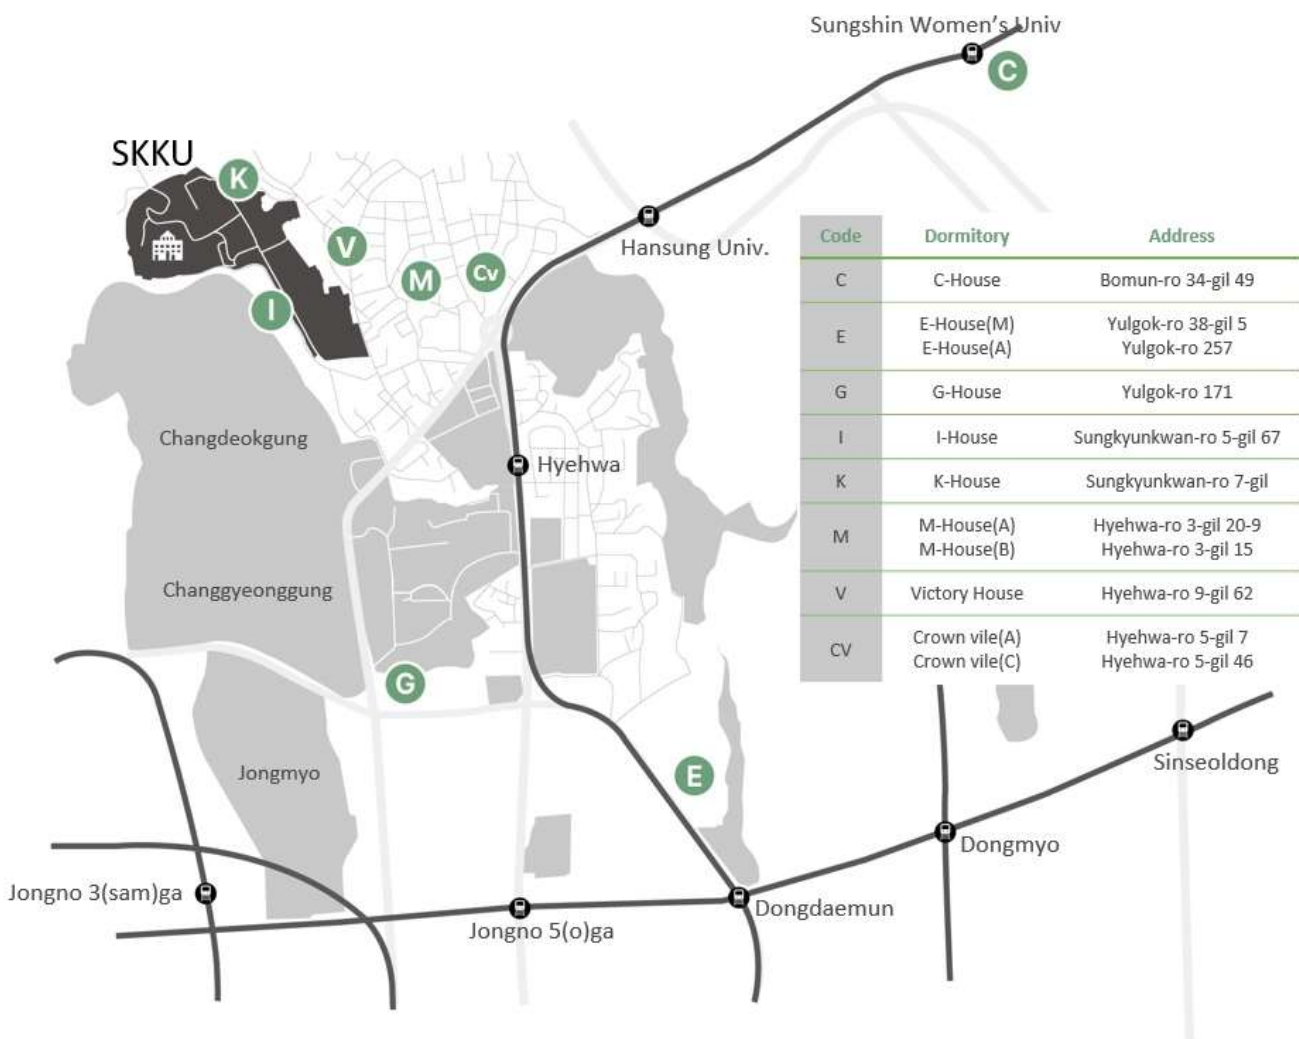 Sungshin Women's Univ
C
SKKU
K
V
M
Cv
I
Hansung Univ.
Code Dormitory Address
C C-House Bomun-ro 34-gil 49
E E-House(M) Yulgok-ro 38-gil 5
E-House(A) Yulgok-ro 257
G G-House Yulgok-ro 171
I I-House Sungkyunkwan-ro 5-gil 67
K K-House Sungkyunkwan-ro 7-gil
M M-House(A) Hyehwa-ro 3-gil 20-9
M-House(B) Hyehwa-ro 3-gil 15
V Victory House Hyehwa-ro 9-gil 62
CV Crown vile(A) Hyehwa-ro 5-gil 7
Crown vile(C) Hyehwa-ro 5-gil 46
Changdeokgung
Hyehwa
Changgyeonggung
G
Jongmyo
E
Sinseoldong
Dongmyo
Jongno 3(sam)ga
Dongdaemun
Jongno 5(o)ga